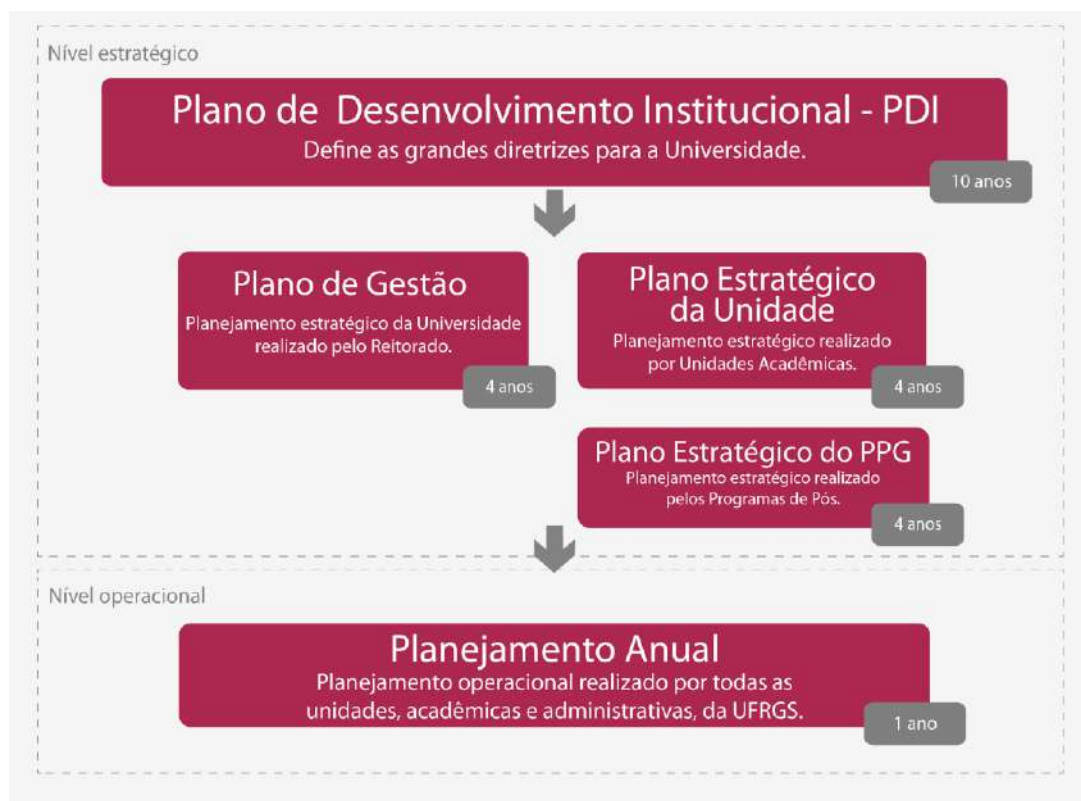 Nível estratégico
Plano de Desenvolvimento Institucional - PDI
Define as grandes diretrizes para a Universidade.
10 anos
Plano de Gestão
Planejamento estratégico da Universidade
realizado pelo Reitorado.
4 anos
Plano Estratégico
da Unidade
Planejamento estratégico realizado
por Unidades Acadêmicas.
4 anos
Plano Estratégico do PPG
Planejamento estratégico realizado
pelos Programas de Pós.
4 anos
Nível operacional
Planejamento Anual
Planejamento operacional realizado por todas as
unidades, acadêmicas e administrativas, da UFRGS.
1 ano